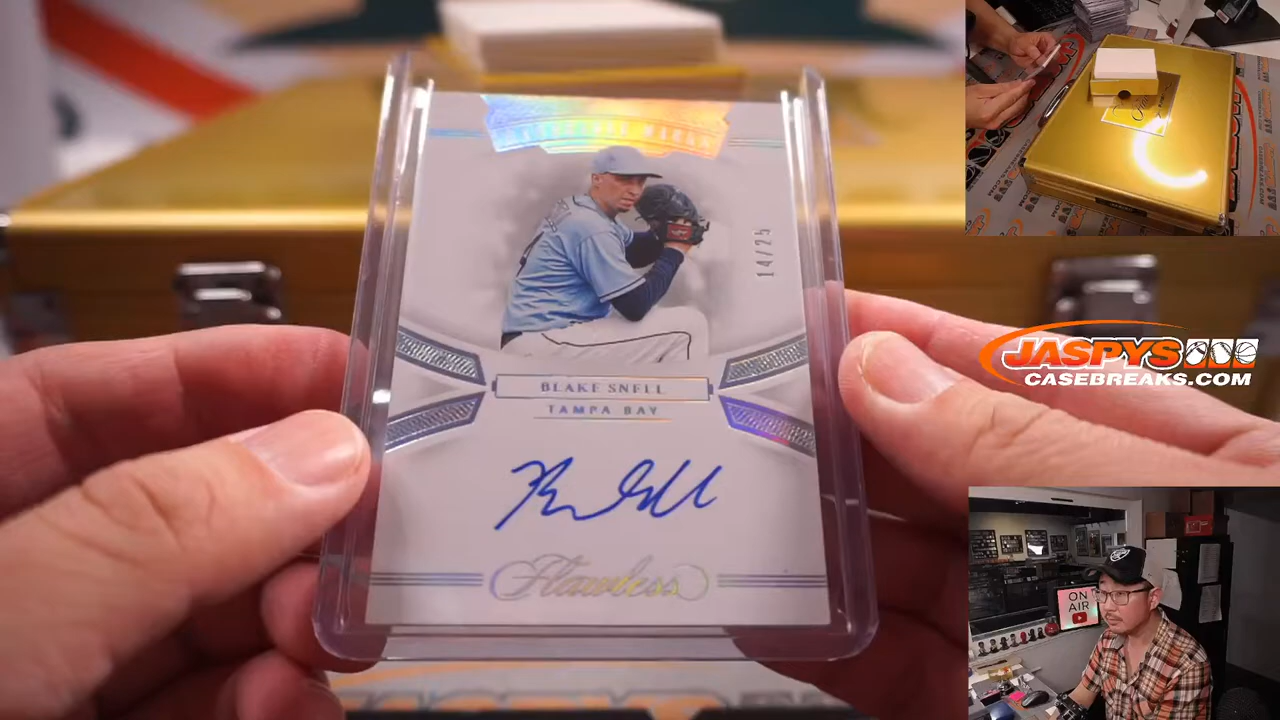 14/25
BLAKE SNELL
TAMPA BAY
Flawless
JASPYS
CASEBREAKS.COM
ON
AIR